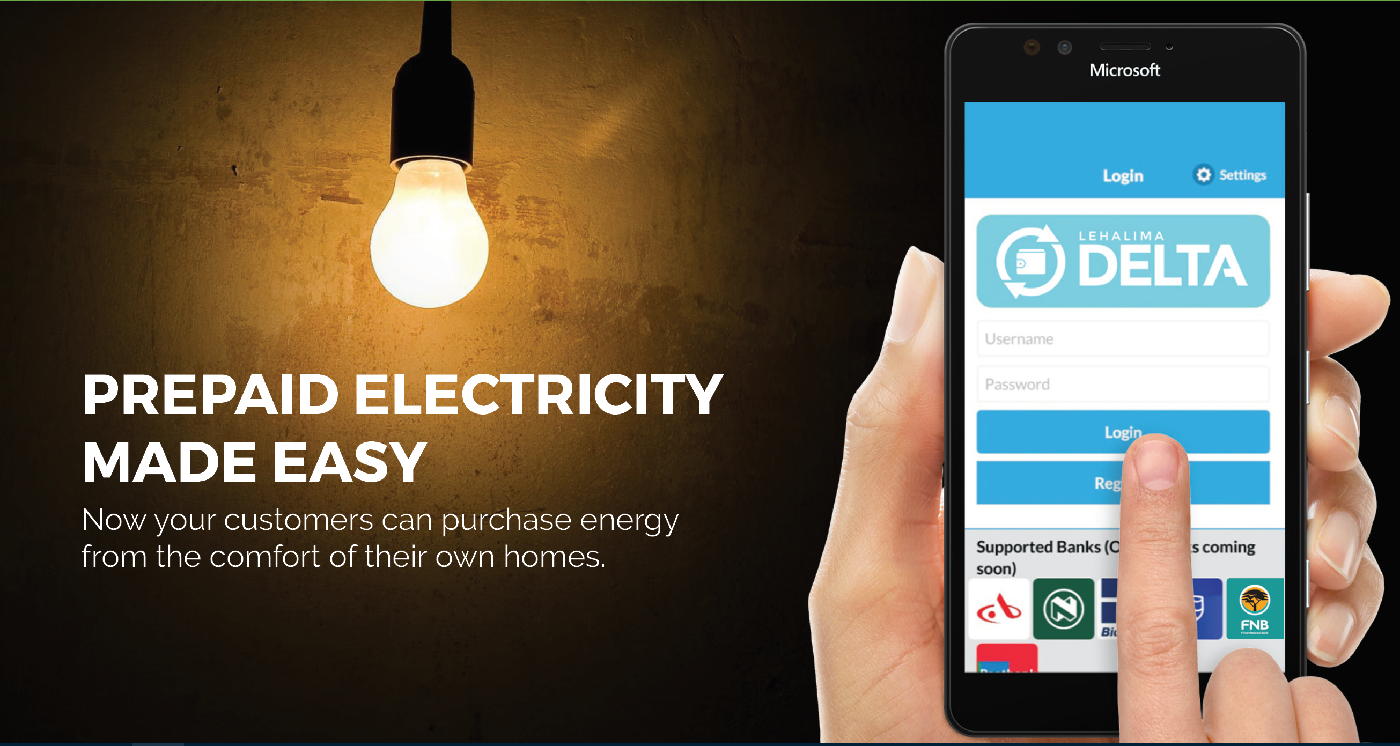 PREPAID ELECTRICITY
MADE EASY
Now your customers can purchase energy
from the comfort of their own homes.
Microsoft
Login
Settings
LEHALIMA
DELTA
Username
Password
Login
Supported Banks
coming
soon)
FNB